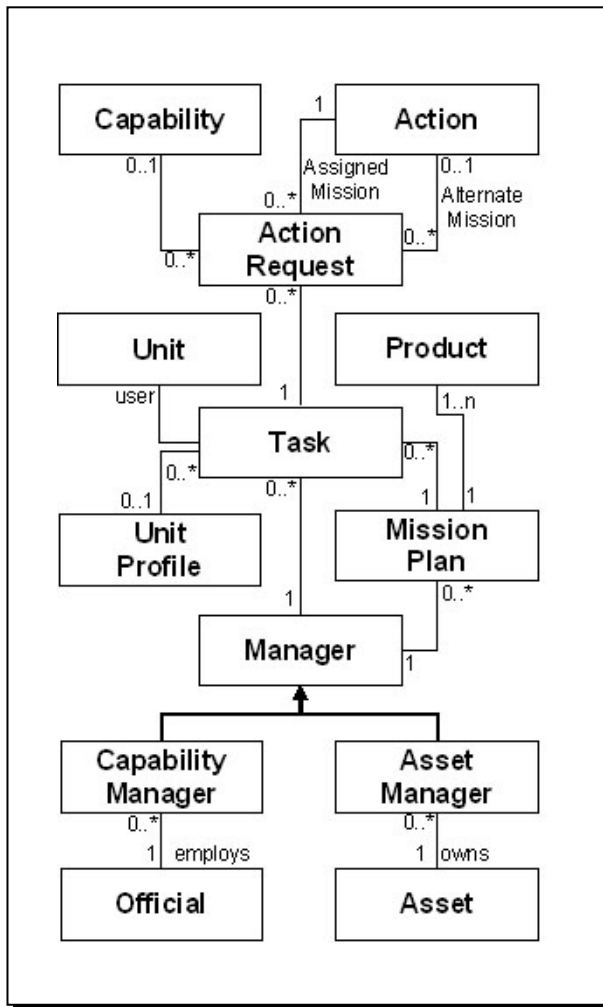 Capability
Action
1
0..1
Assigned
Mission
0..1
Alternate
Mission
0..*
0..*
Action
Request
0..*
0..*
Unit
Product
user
1
1..n
Task
0..*
0..*
0..*
0..1
1
1
Unit
Profile
Mission
Plan
0..*
1
Manager
1
Capability
Manager
Asset
Manager
0..*
0..*
1
employs
1
owns
Official
Asset